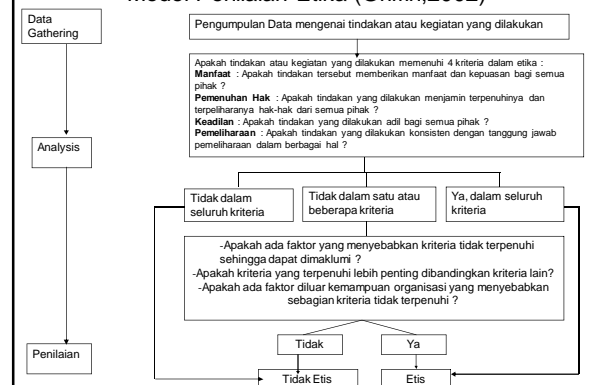 Model Penilaian Etika (Griffin,2002)
Data
Gathering
Pengumpulan Data mengenai tindakan atau kegiatan yang dilakukan
Apakah tindakan atau kegiatan yang dilakukan memenuhi 4 kriteria dalam etika :
Manfaat : Apakah tindakan tersebut memberikan manfaat dan kepuasan bagi semua
pihak ?
Pemenuhan Hak : Apakah tindakan yang dilakukan menjamin terpenuhinya dan
terpeliharanya hak-hak dari semua pihak ?
Keadilan : Apakah tindakan yang dilakukan adil bagi semua pihak ?
Pemeliharaan : Apakah tindakan yang dilakukan konsisten dengan tanggung jawab
pemeliharaan dalam berbagai hal ?
Analysis
Tidak dalam
seluruh kriteria
Tidak dalam satu atau
beberapa kriteria
Ya, dalam seluruh
kriteria
-Apakah ada faktor yang menyebabkan kriteria tidak terpenuhi
sehingga dapat dimaklumi ?
-Apakah kriteria yang terpenuhi lebih penting dibandingkan kriteria lain?
-Apakah ada faktor diluar kemampuan organisasi yang menyebabkan
sebagian kriteria tidak terpenuhi ?
Tidak
Ya
Penilaian
Tidak Etis
Etis